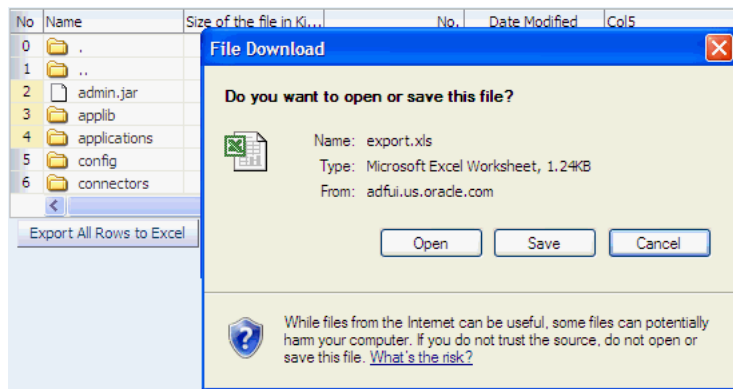 No Name Size of the file in Ki... No. Date Modified Col5
0 .
1 ..
2 admin.jar
3 applib
4 applications
5 config
6 connectors
Export All Rows to Excel
File Download
Do you want to open or save this file?
Name: export.xls
Type: Microsoft Excel Worksheet, 1.24KB
From: adfui.us.oracle.com
Open Save Cancel
While files from the Internet can be useful, some files can potentially
harm your computer. If you do not trust the source, do not open or
save this file. What's the risk?